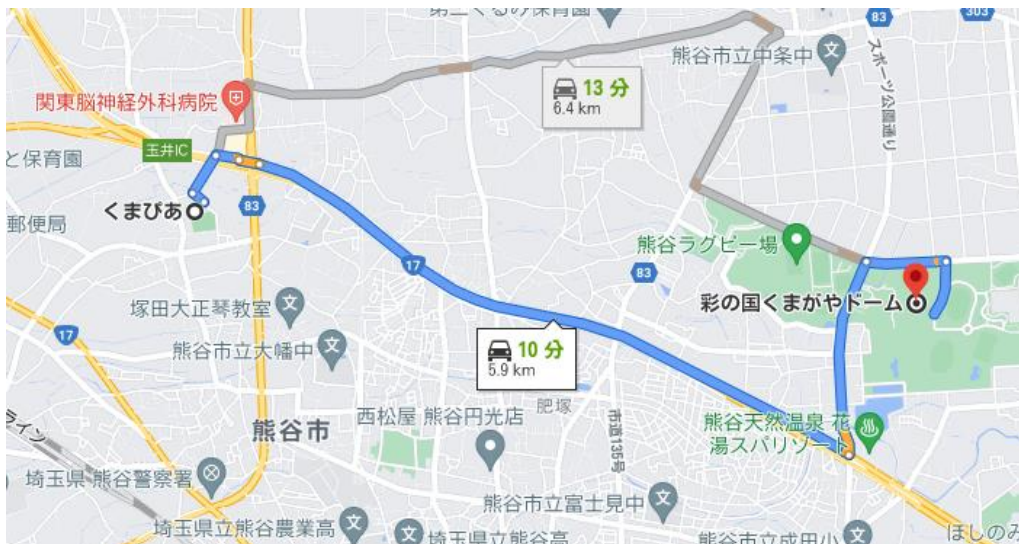 第二くるみ保育園
83
303
熊谷市立中条中
スポーツ公園通り
関東脳神経外科病院
13 分
6.4 km
玉井IC
と保育園
くまぴあ
83
郵便局
熊谷ラグビー場
17
83
彩の国くまがやドーム
塚田大正琴教室
17
10 分
5.9 km
熊谷市立大幡中
肥塚
西松屋 熊谷円光店
市道135号
熊谷天然温泉 花
湯スパリゾート
熊谷市
ライン
埼玉県 熊谷警察署
熊谷市立富士見中
埼玉県立熊谷農業高
埼玉県立熊谷高
熊谷市立成田小
ほしのみ